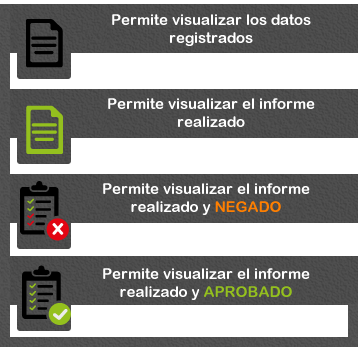 Permite visualizar los datos
registrados
Permite visualizar el informe
realizado
Permite visualizar el informe
realizado y NEGADO
Permite visualizar el informe
realizado y APROBADO